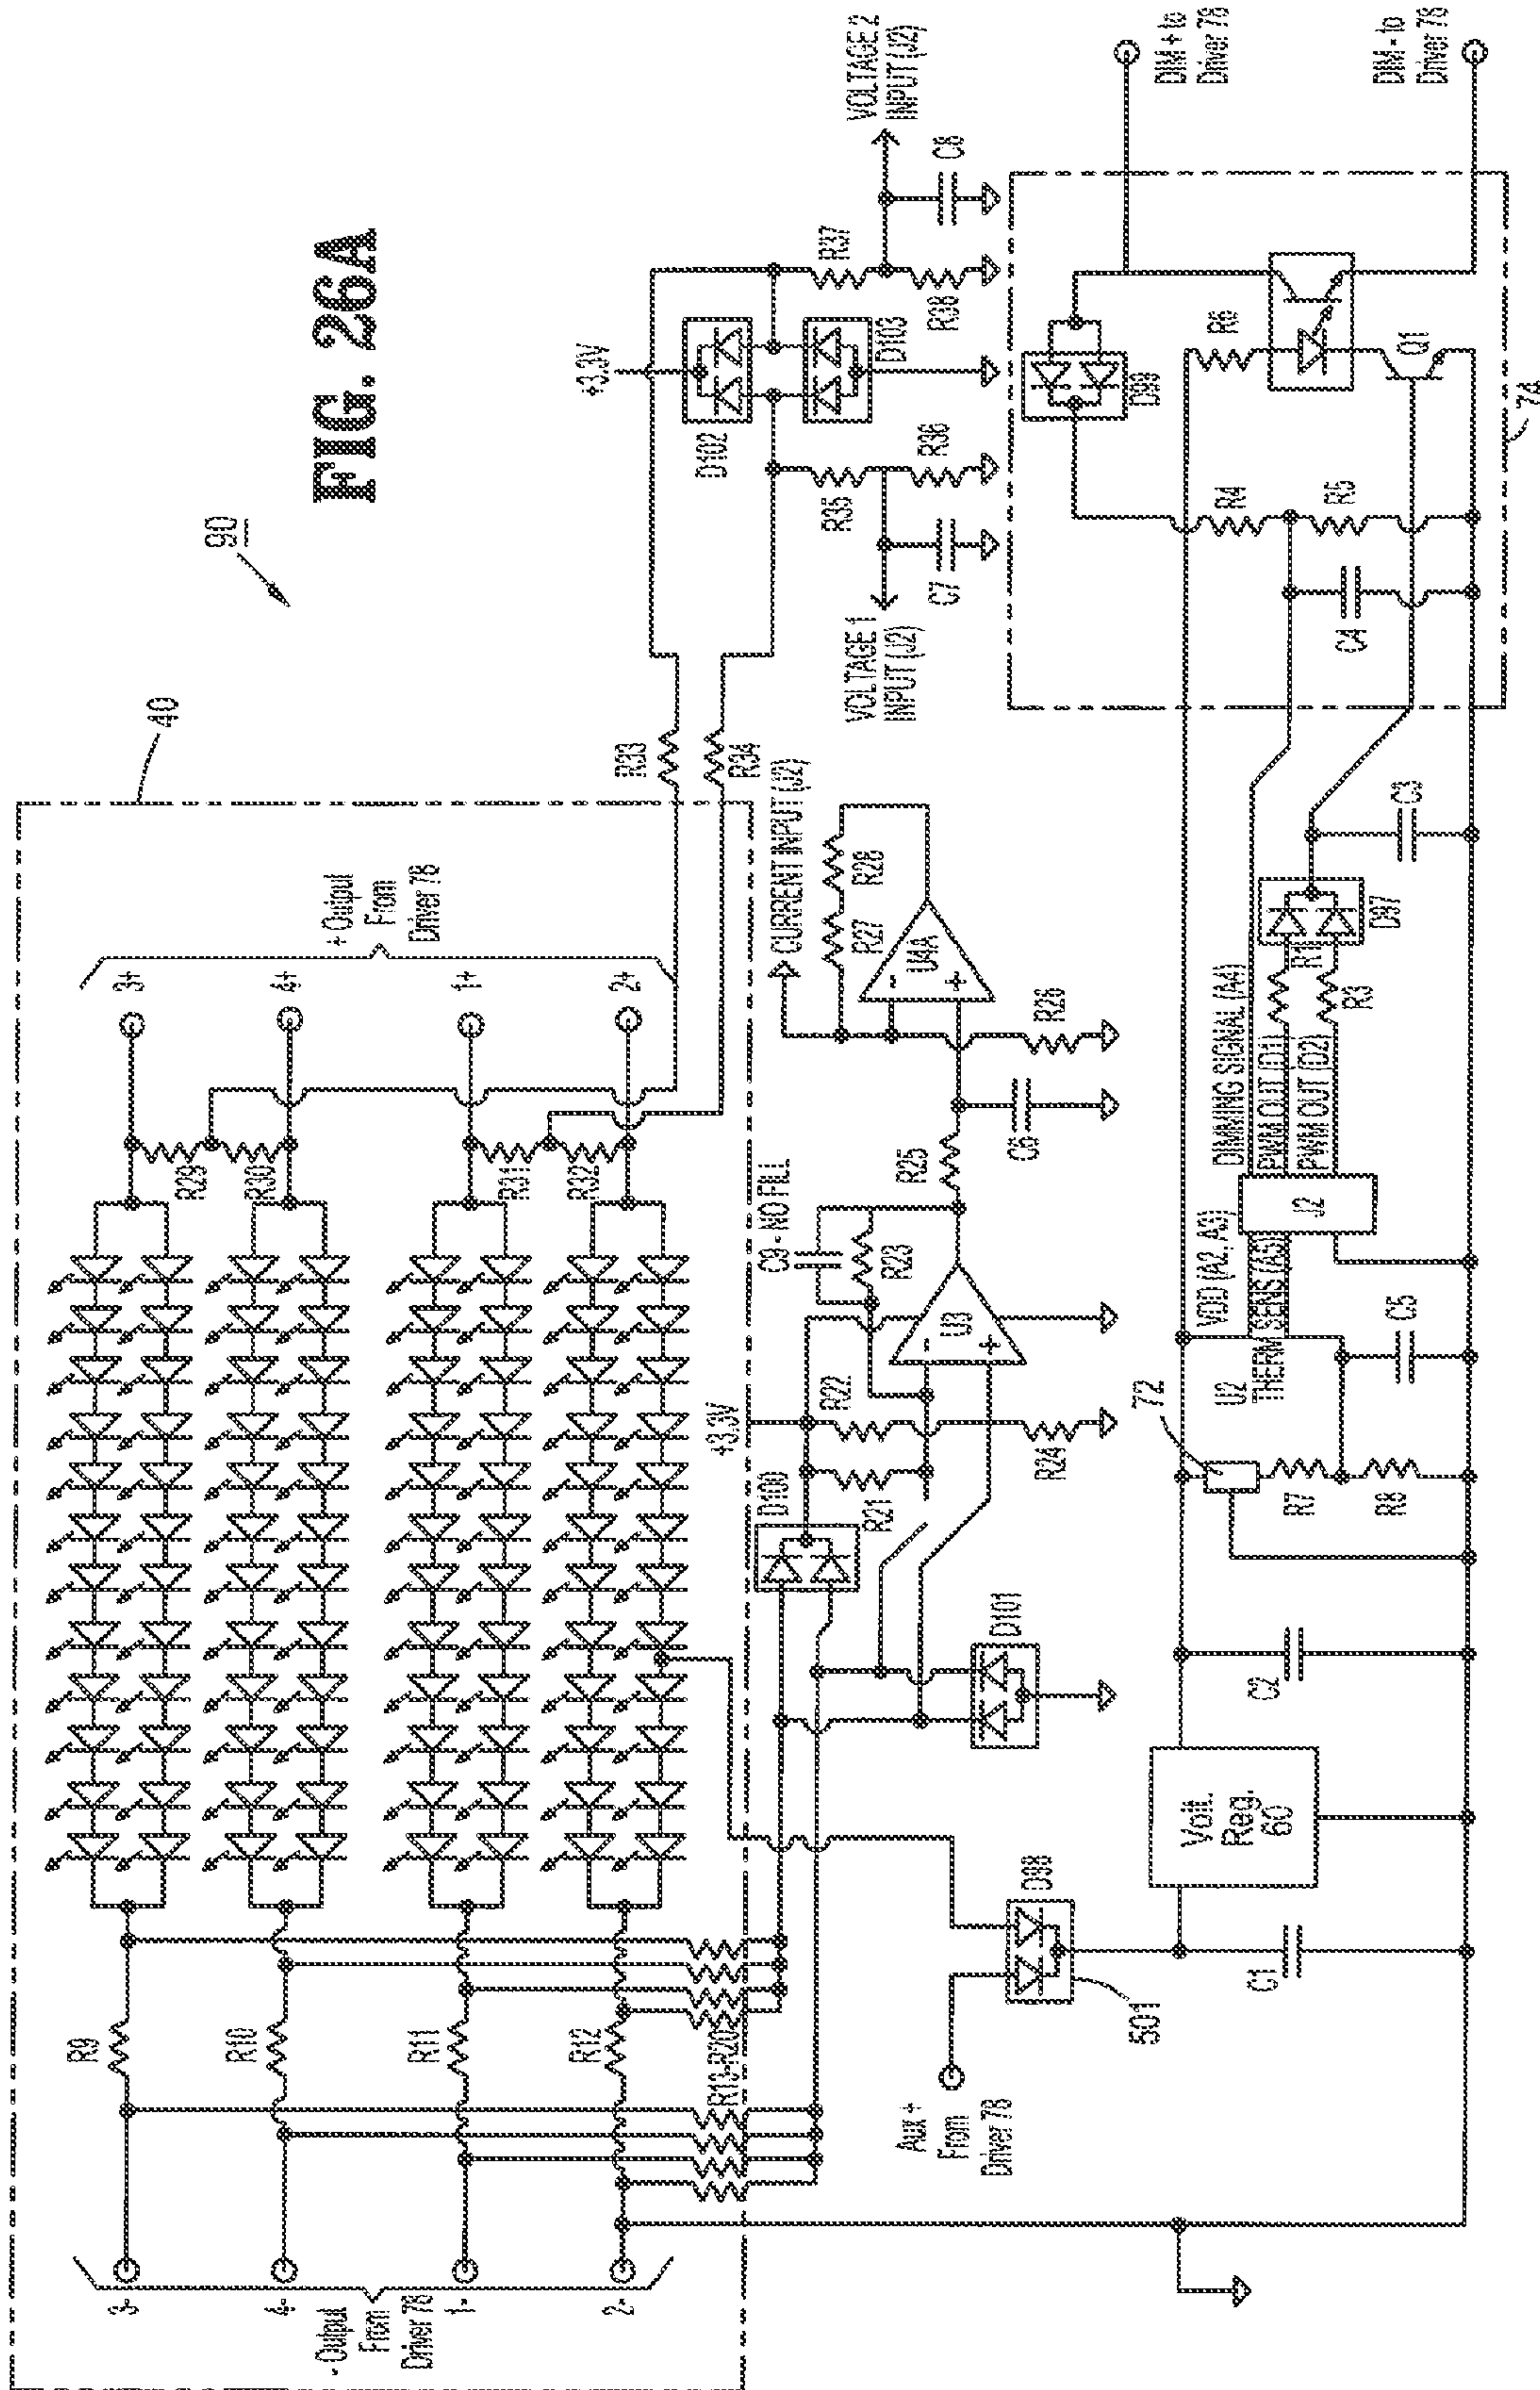 FIG. 26A
90
40
3-
4-
1-
2-
- Output
From
Driver 78
R9
R10
R11
R12
R13-R20
R29
R30
R31
R32
3+
4+
1+
2+
+ Output
From
Driver 78
R33
R34
+3.3V
D102
D103
R35
R36
R37
R38
C7
C8
VOLTAGE 1
INPUT (J2)
VOLTAGE 2
INPUT (J2)
+3.3V
D100
D101
R21
R22
R24
U3
-
+
C9 - NO FILL
R23
R25
C6
CURRENT INPUT (J2)
R27
R28
U4A
-
+
R26
Aux +
From
Driver 78
D98
501
C1
Volt.
Reg.
60
C2
72
R7
R8
U2
VDD (A2, A3)
THERM SENS (A5)
C5
J2
DIMMING SIGNAL (A4)
PWM OUT (D1)
PWM OUT (D2)
R1
R3
D97
C3
C4
R4
R5
D99
R6
Q1
74
DIM + to
Driver 78
DIM - to
Driver 78